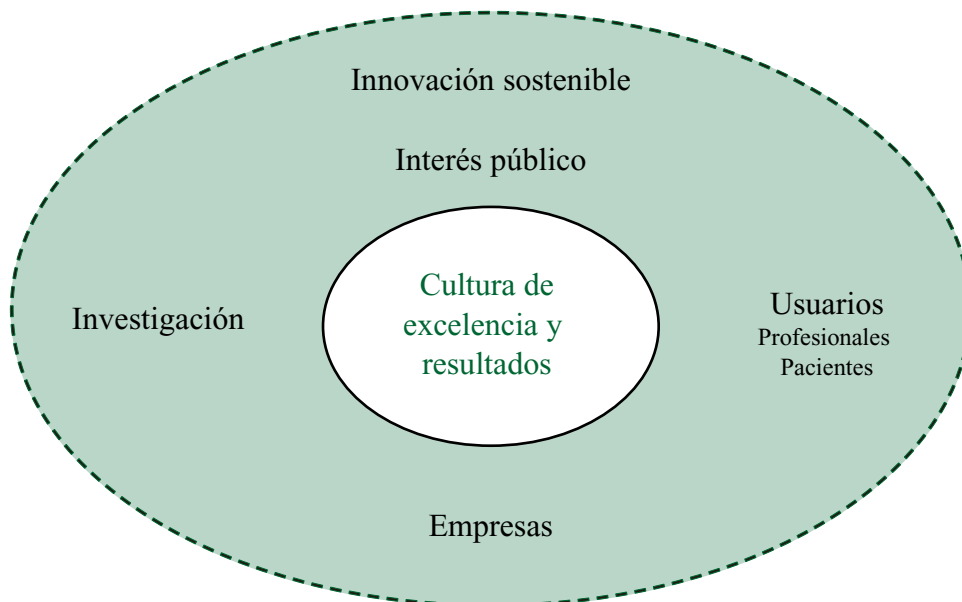 Innovación sostenible
Interés público
Cultura de
excelencia y
resultados
Investigación
Usuarios
Profesionales
Pacientes
Empresas